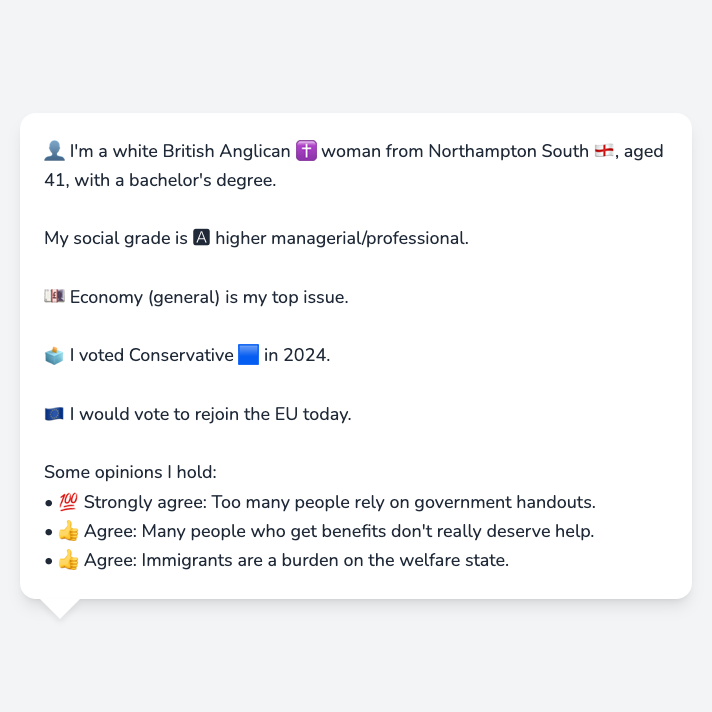 👤 I'm a white British Anglican ✝️ woman from Northampton South 🏴󠁧󠁢󠁥󠁮󠁧󠁿, aged
41, with a bachelor's degree.
My social grade is 🅰 higher managerial/professional.
💷 Economy (general) is my top issue.
🗳️ I voted Conservative 🟦 in 2024.
🇪🇺 I would vote to rejoin the EU today.
Some opinions I hold:
• 💯 Strongly agree: Too many people rely on government handouts.
• 👍 Agree: Many people who get benefits don't really deserve help.
• 👍 Agree: Immigrants are a burden on the welfare state.